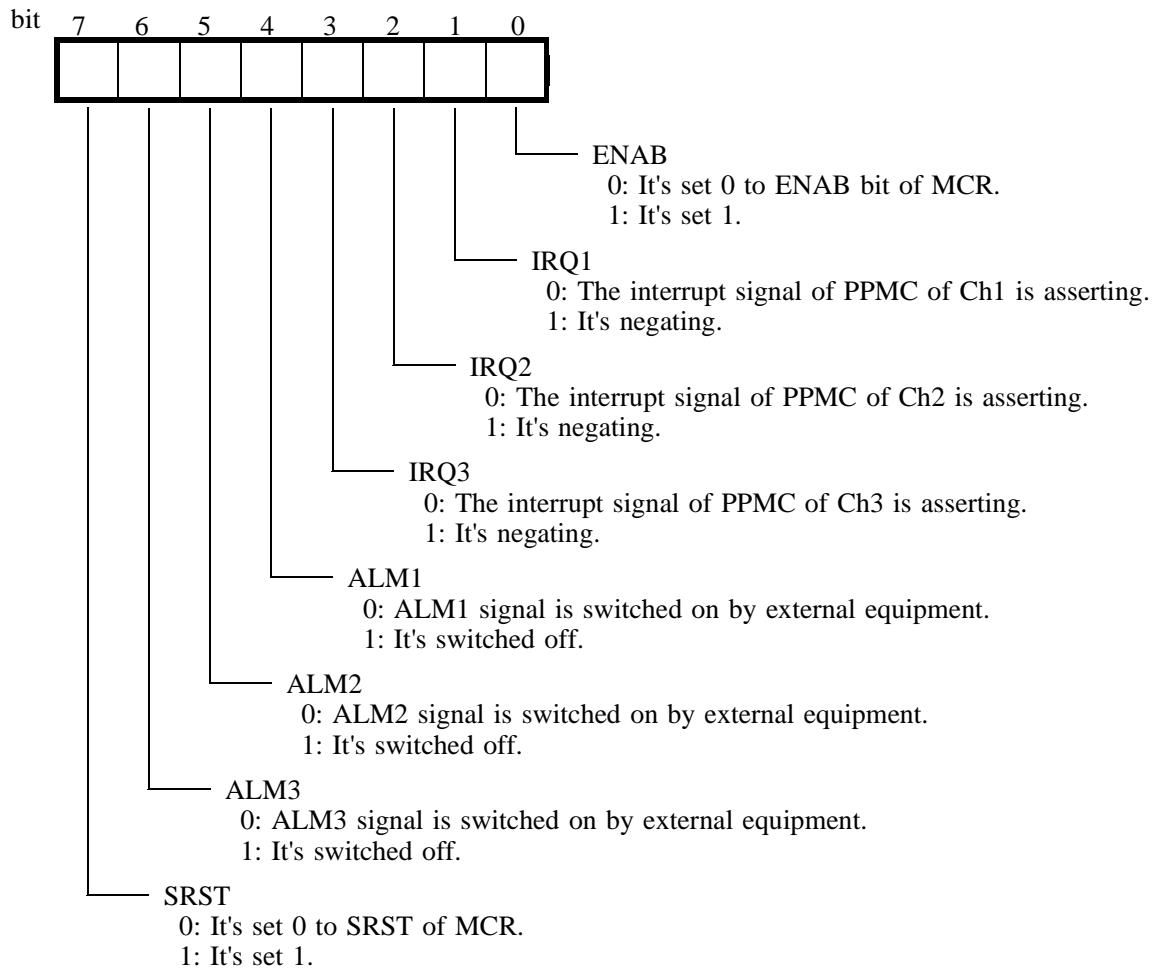 bit 7 6 5 4 3 2 1 0
ENAB
0: It's set 0 to ENAB bit of MCR.
1: It's set 1.
IRQ1
0: The interrupt signal of PPMC of Ch1 is asserting.
1: It's negating.
IRQ2
0: The interrupt signal of PPMC of Ch2 is asserting.
1: It's negating.
IRQ3
0: The interrupt signal of PPMC of Ch3 is asserting.
1: It's negating.
ALM1
0: ALM1 signal is switched on by external equipment.
1: It's switched off.
ALM2
0: ALM2 signal is switched on by external equipment.
1: It's switched off.
ALM3
0: ALM3 signal is switched on by external equipment.
1: It's switched off.
SRST
0: It's set 0 to SRST of MCR.
1: It's set 1.